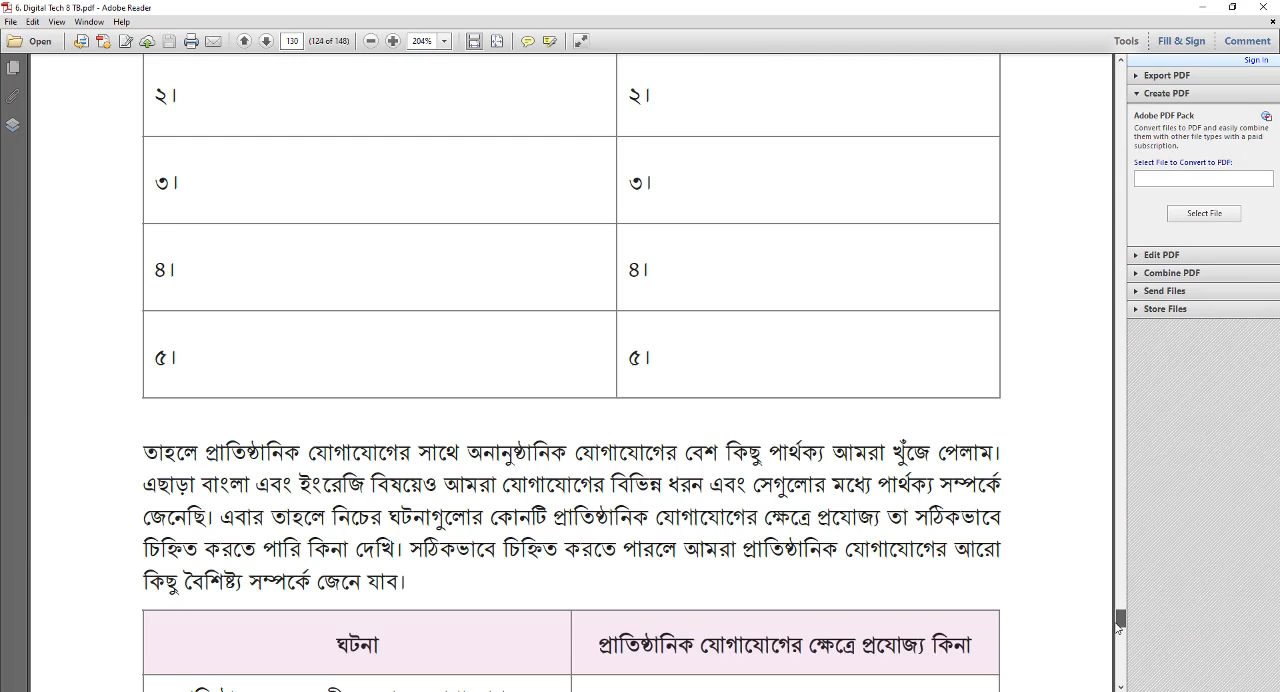 6. Digital Tech 8 TB.pdf - Adobe Reader
File Edit View Window Help
Open 130 (124 of 148) 204% Tools Fill & Sign Comment
Sign In
Export PDF
Create PDF
Adobe PDF Pack
Convert files to PDF and easily combine
them with other file types with a paid
subscription.
Select File to Convert to PDF:
Select File
Edit PDF
Combine PDF
Send Files
Store Files
২। ২।
৩। ৩।
৪। ৪।
৫। ৫।
তাহলে প্রাতিষ্ঠানিক যোগাযোগের সাথে অনানুষ্ঠানিক যোগাযোগের বেশ কিছু পার্থক্য আমরা খুঁজে পেলাম।
এছাড়া বাংলা এবং ইংরেজি বিষয়েও আমরা যোগাযোগের বিভিন্ন ধরন এবং সেগুলোর মধ্যে পার্থক্য সম্পর্কে
জেনেছি। এবার তাহলে নিচের ঘটনাগুলোর কোনটি প্রাতিষ্ঠানিক যোগাযোগের ক্ষেত্রে প্রযোজ্য তা সঠিকভাবে
চিহ্নিত করতে পারি কিনা দেখি। সঠিকভাবে চিহ্নিত করতে পারলে আমরা প্রাতিষ্ঠানিক যোগাযোগের আরো
কিছু বৈশিষ্ট্য সম্পর্কে জেনে যাব।
ঘটনা প্রাতিষ্ঠানিক যোগাযোগের ক্ষেত্রে প্রযোজ্য কিনা